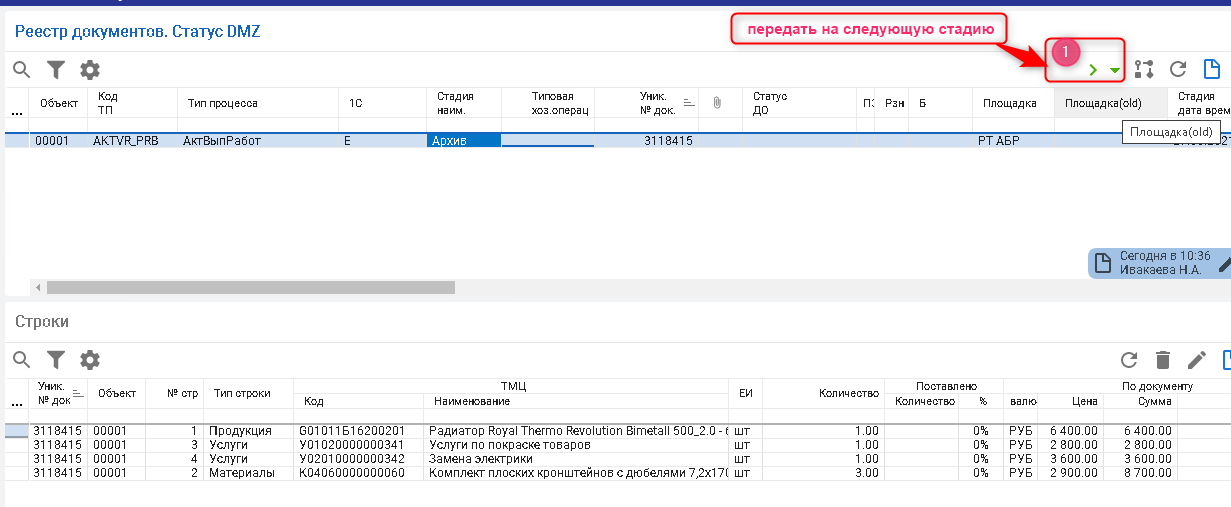 Реестр документов. Статус DMZ
передать на следующую стадию
1
... Объект Код ТП Тип процесса 1С Стадия наим. Типовая хоз.операц Уник. № док. Статус ДО Рзн Б Площадка Площадка(old) Стадия дата врем
Площадка(old)
00001 AKTVR_PRB АктВыпРабот Е Архив 3118415 РТ АБР
Сегодня в 10:36
Ивакаева Н.А.
Строки
... Уник. № док Объект № стр Тип строки ТМЦ ЕИ Количество Поставлено По документу
Код Наименование Количество % валю Цена Сумма
3118415 00001 1 Продукция G01011Б16200201 Радиатор Royal Thermo Revolution Bimetall 500_2.0 - 6 шт 1.00 0% РУБ 6 400.00 6 400.00
3118415 00001 3 Услуги У01020000000341 Услуги по покраске товаров шт 1.00 0% РУБ 2 800.00 2 800.00
3118415 00001 4 Услуги У02010000000342 Замена электрики шт 1.00 0% РУБ 3 600.00 3 600.00
3118415 00001 2 Материалы К04060000000060 Комплект плоских кронштейнов с дюбелями 7,2x170 шт 3.00 0% РУБ 2 900.00 8 700.00